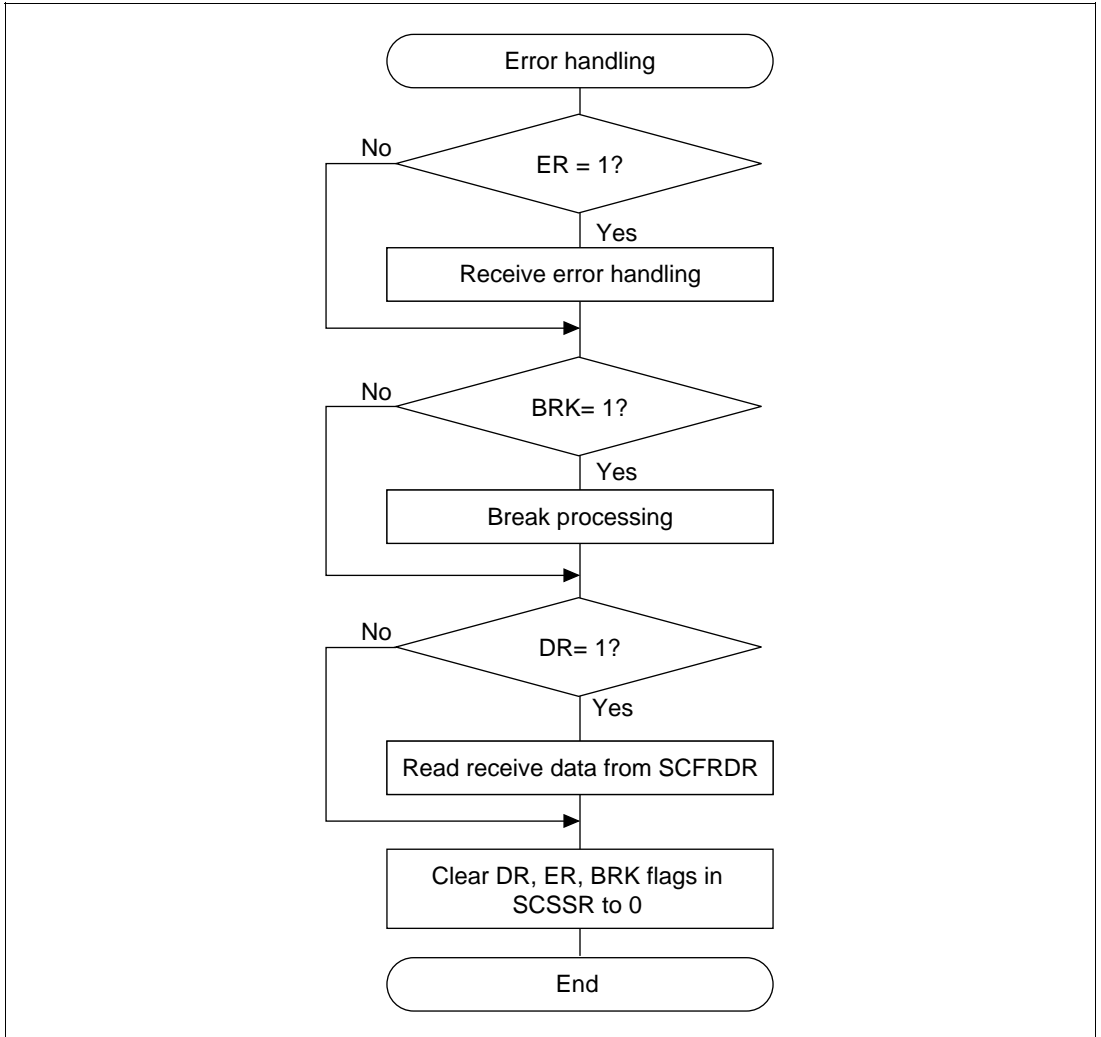 Error handling
No
ER = 1?
Yes
Receive error handling
No
BRK= 1?
Yes
Break processing
No
DR= 1?
Yes
Read receive data from SCFRDR
Clear DR, ER, BRK flags in
SCSSR to 0
End